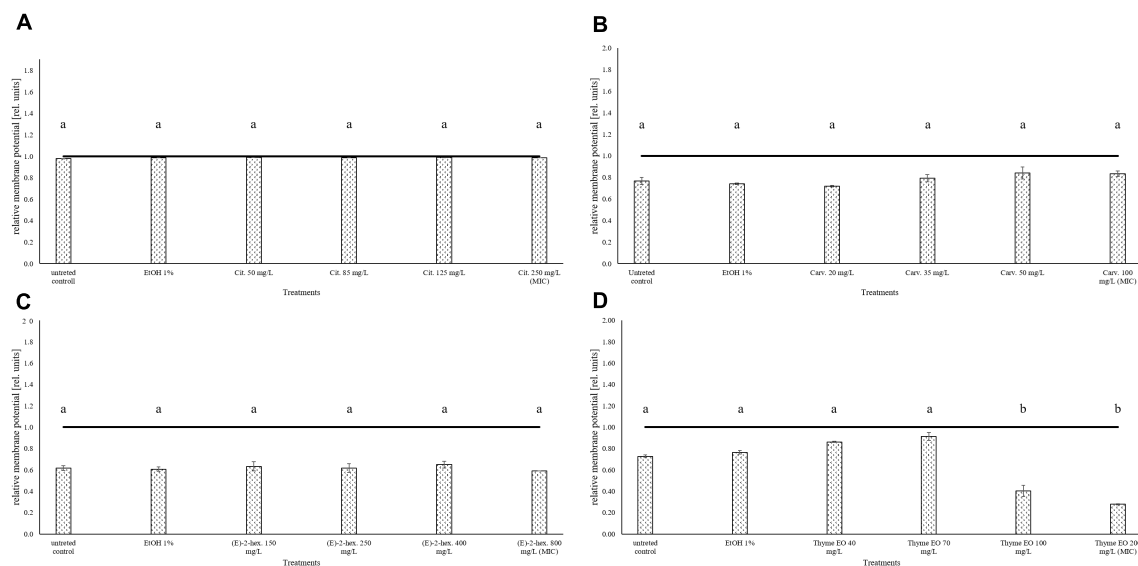 A
relative membrane potential [rel. units]
1.8
1.6
1.4
1.2
1.0
0.8
0.6
0.4
0.2
0.0
a a a a a a
untreted controll
EtOH 1%
Cit. 50 mg/L
Cit. 85 mg/L
Cit. 125 mg/L
Cit. 250 mg/L (MIC)
Treatments
B
relative membrane potential [rel. units]
2.0
1.8
1.6
1.4
1.2
1.0
0.8
0.6
0.4
0.2
0.0
a a a a a a
Untreted control
EtOH 1%
Carv. 20 mg/L
Carv. 35 mg/L
Carv. 50 mg/L
Carv. 100 mg/L (MIC)
Treatments
C
relative membrane potential [rel. units]
2 0
1.8
1.6
1.4
1.2
1.0
0.8
0.6
0.4
0.2
0.0
a a a a a a
untreted control
EtOH 1%
(E)-2-hex. 150 mg/L
(E)-2-hex. 250 mg/L
(E)-2-hex. 400 mg/L
(E)-2-hex. 800 mg/L (MIC)
Treatments
D
relative membrane potential [rel. units]
2.00
1.80
1.60
1.40
1.20
1.00
0.80
0.60
0.40
0.20
0.00
a a a a b b
untreted control
EtOH 1%
Thyme EO 40 mg/L
Thyme EO 70 mg/L
Thyme EO 100 mg/L
Thyme EO 200 mg/L (MIC)
Treatments